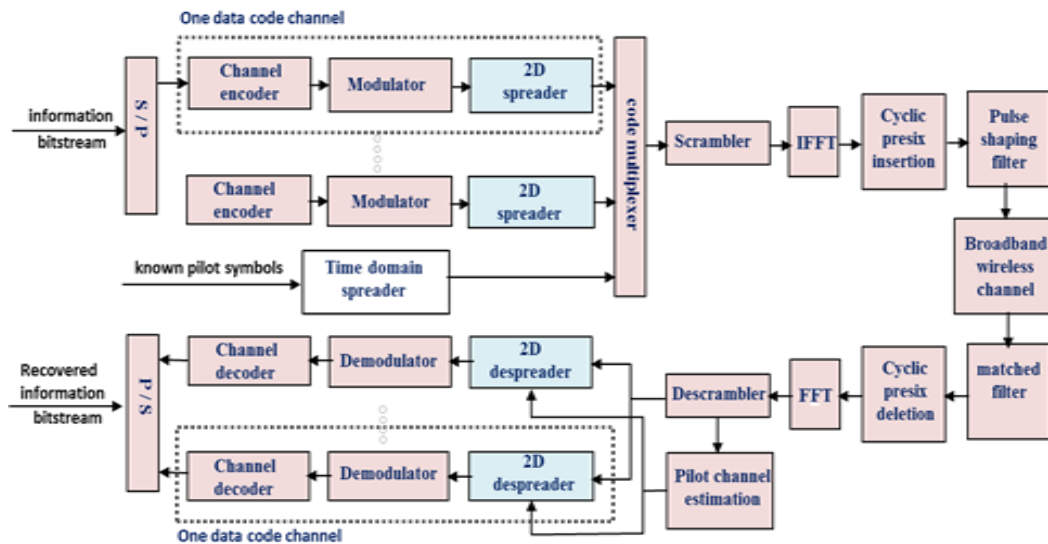 One data code channel
information
bitstream
S / P
Channel
encoder
Modulator
2D
spreader
Channel
encoder
Modulator
2D
spreader
known pilot symbols
Time domain
spreader
code multiplexer
Scrambler
IFFT
Cyclic
presix
insertion
Pulse
shaping
filter
Broadband
wireless
channel
matched
filter
Cyclic
presix
deletion
FFT
Descrambler
Pilot channel
estimation
2D
despreader
Demodulator
Channel
decoder
2D
despreader
Demodulator
Channel
decoder
P / S
Recovered
information
bitstream
One data code channel